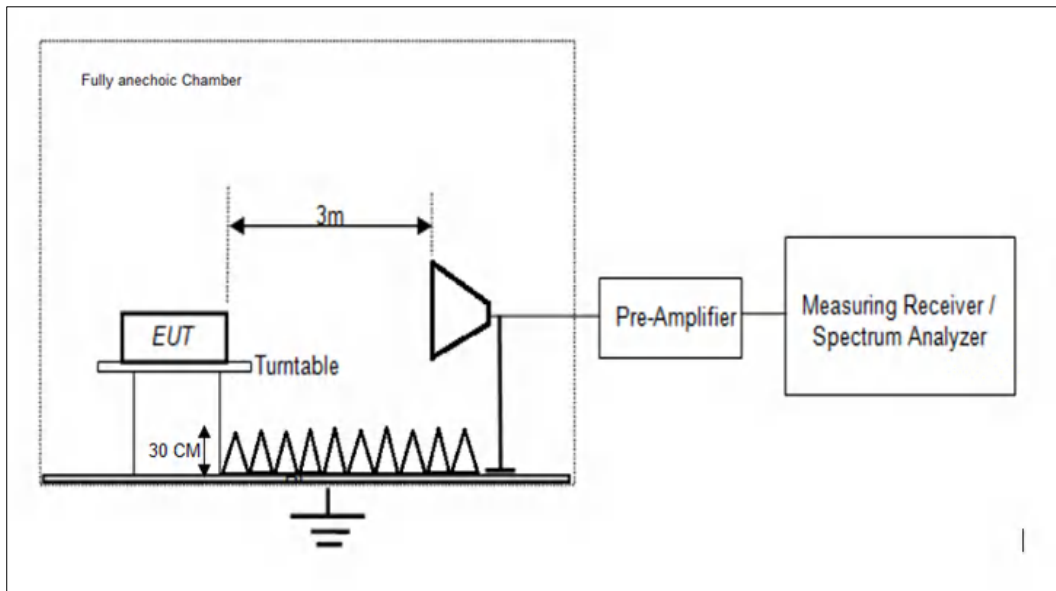 Fully anechoic Chamber
3m
EUT
Turntable
30 CM
Pre-Amplifier
Measuring Receiver /
Spectrum Analyzer